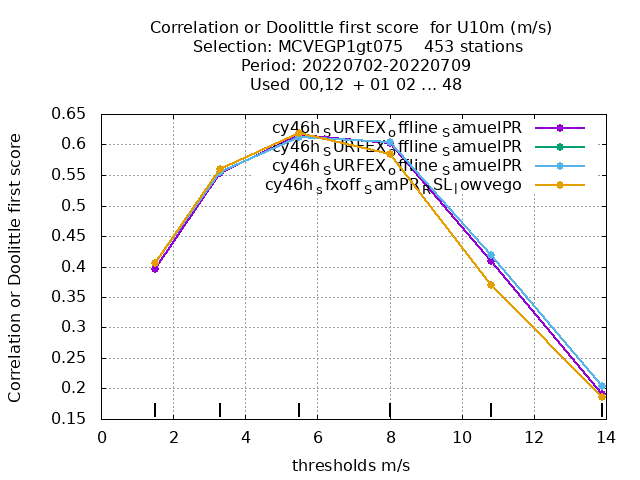 Correlation or Doolittle first score  for U10m (m/s)
Selection: MCVEGP1gt075    453 stations
Period: 20220702-20220709
Used  00,12  + 01 02 ... 48
Correlation or Doolittle first score
0.65
0.6
0.55
0.5
0.45
0.4
0.35
0.3
0.25
0.2
0.15
cy46h_SURFEX_offline_SamuelPR
cy46h_SURFEX_offline_SamuelPR
cy46h_SURFEX_offline_SamuelPR
cy46h_sfxoff_SamPR_RSL_lowvego
0 2 4 6 8 10 12 14
thresholds m/s